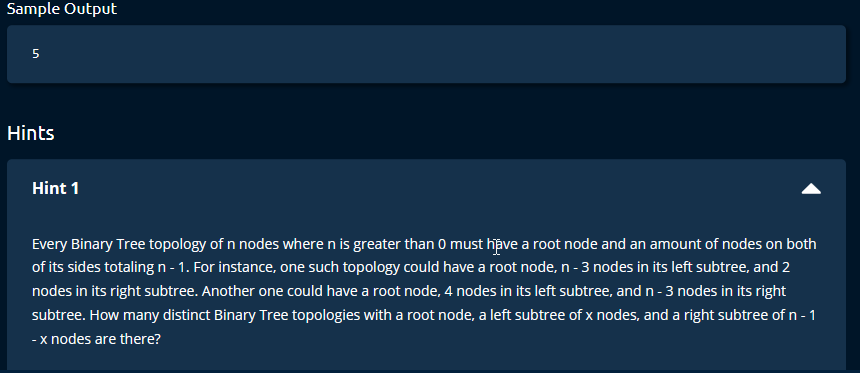 Sample Output
5
Hints
Hint 1
Every Binary Tree topology of n nodes where n is greater than 0 must have a root node and an amount of nodes on both
of its sides totaling n - 1. For instance, one such topology could have a root node, n - 3 nodes in its left subtree, and 2
nodes in its right subtree. Another one could have a root node, 4 nodes in its left subtree, and n - 3 nodes in its right
subtree. How many distinct Binary Tree topologies with a root node, a left subtree of x nodes, and a right subtree of n - 1
- x nodes are there?